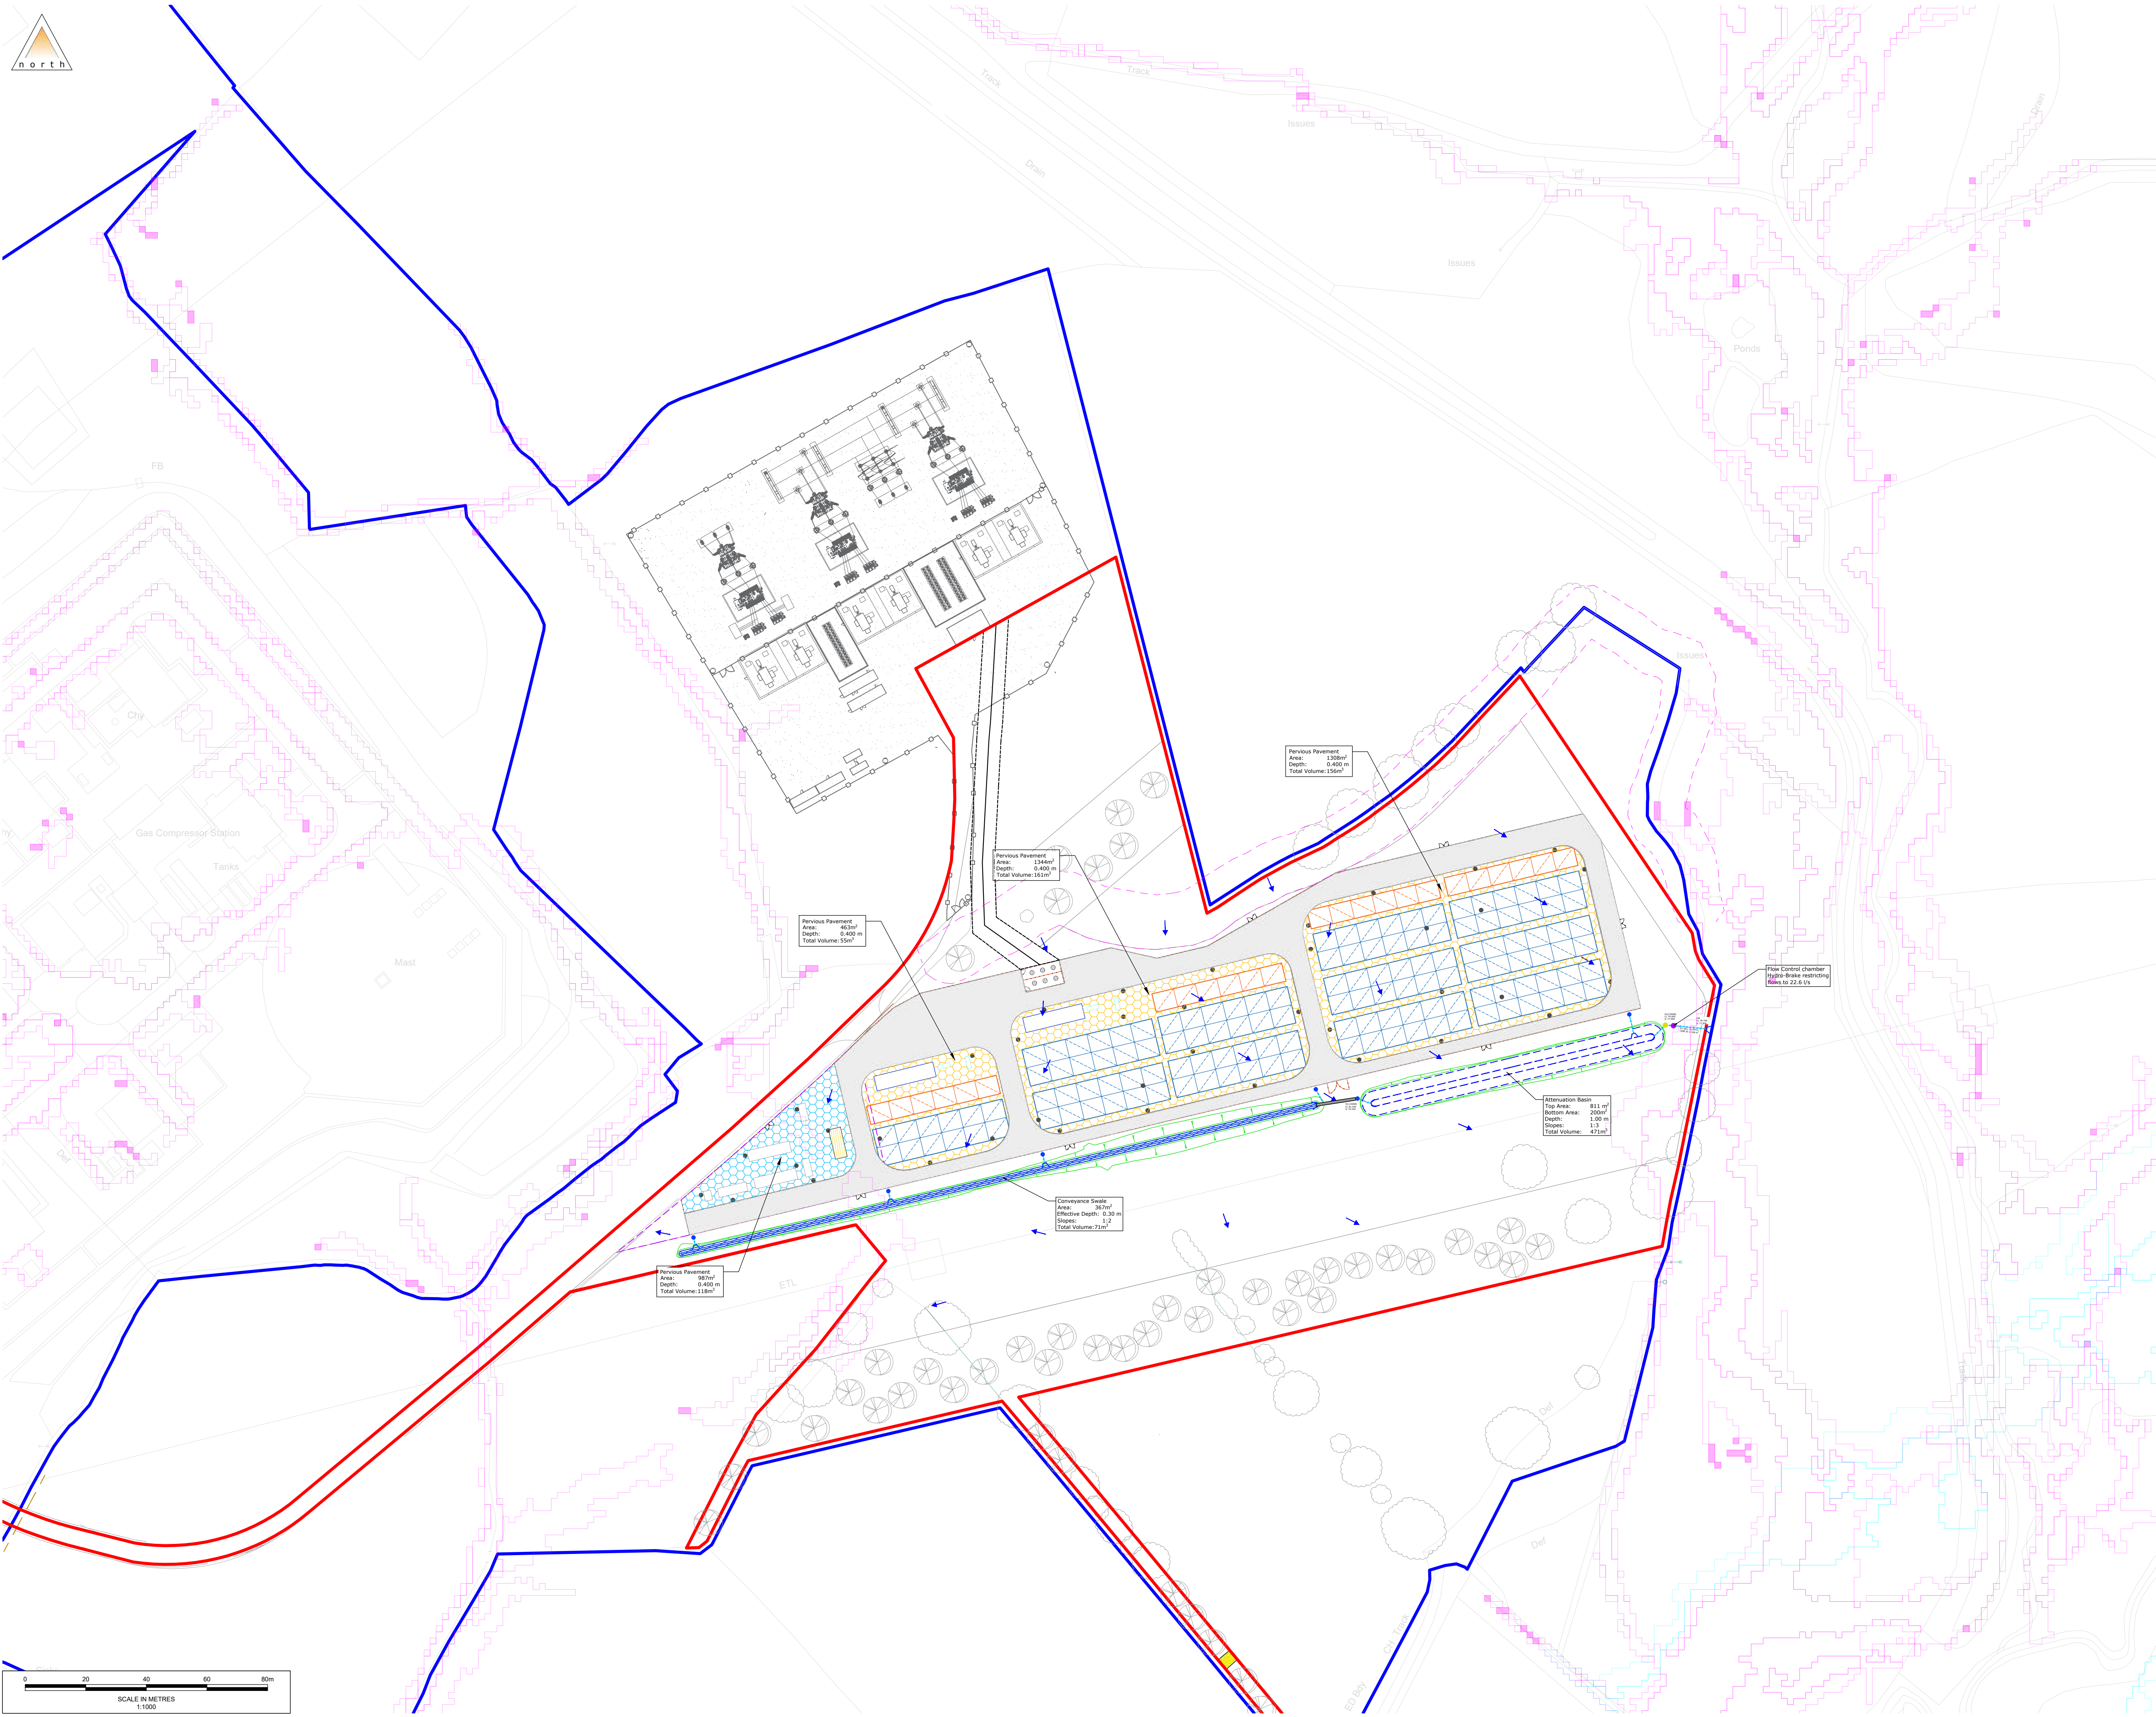 north
Track
Track
Issues
Drain
Drain
Issues
Ponds
FB
Issues
Chy
Gas Compressor Station
Tanks
Mast
Pervious Pavement
Area: 1308m²
Depth: 0.400 m
Total Volume:156m³
Pervious Pavement
Area: 1344m²
Depth: 0.400 m
Total Volume:161m³
Pervious Pavement
Area: 463m²
Depth: 0.400 m
Total Volume:55m³
Flow Control chamber
Hydro-Brake restricting
flows to 22.6 l/s
Attenuation Basin
Top Area: 811 m²
Bottom Area: 200m²
Depth: 1.00 m
Slopes: 1:3
Total Volume: 471m³
Conveyance Swale
Area: 367m²
Effective Depth: 0.30 m
Slopes: 1:2
Total Volume:71m³
Pervious Pavement
Area: 987m²
Depth: 0.400 m
Total Volume:118m³
ETL
Def
Def
Def
ED Bdy
0 20 40 60 80m
SCALE IN METRES
1:1000